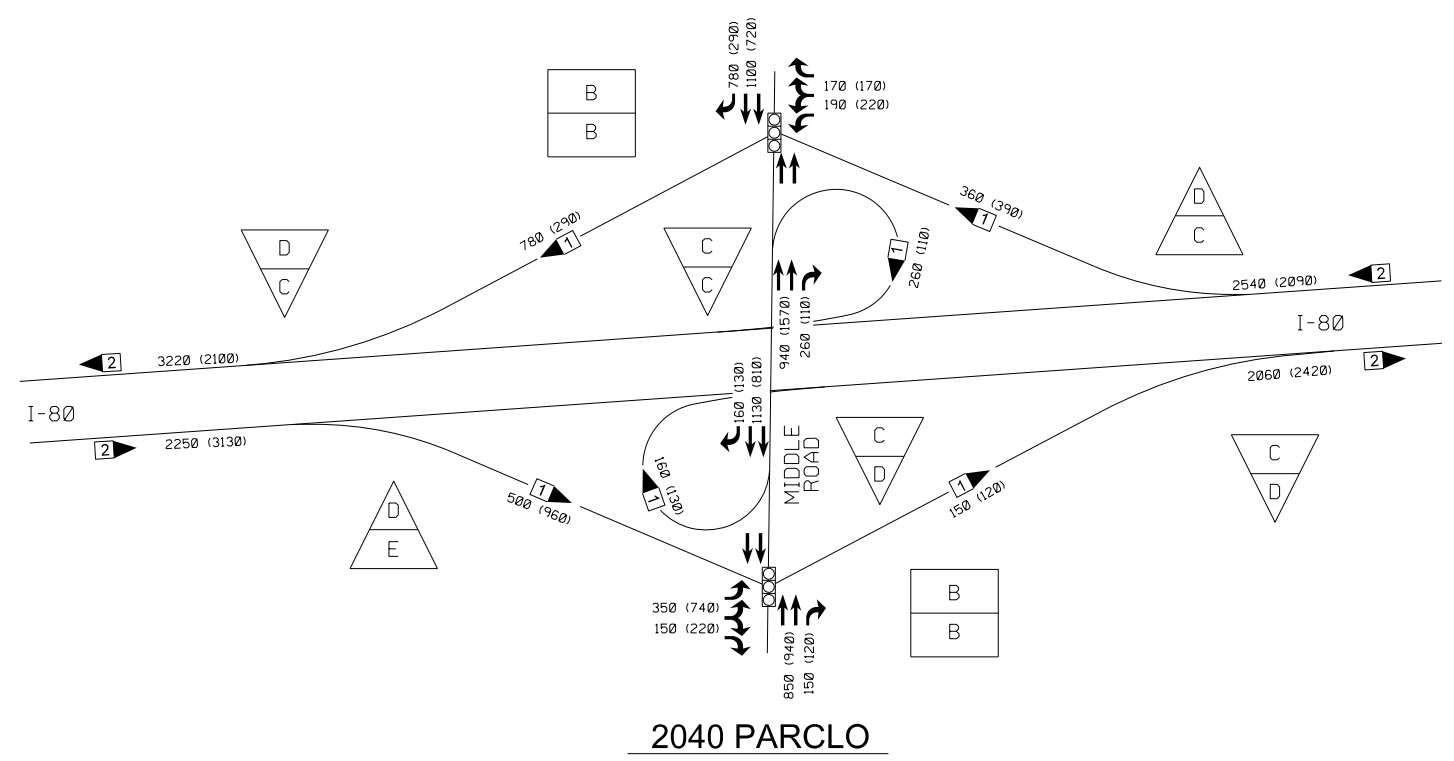 780 (290)
1100 (720)
170 (170)
190 (220)
B
B
360 (390)
1
D
C
780 (290)
1
D
C
C
C
1
260 (110)
2540 (2090)
2
I-80
940 (1570)
260 (110)
2
3220 (2100)
I-80
2
2250 (3130)
160 (130)
1130 (810)
2060 (2420)
2
MIDDLE
ROAD
C
D
C
D
160 (130)
1
1
500 (960)
1
150 (120)
D
E
350 (740)
150 (220)
850 (940)
150 (120)
B
B
2040 PARCLO